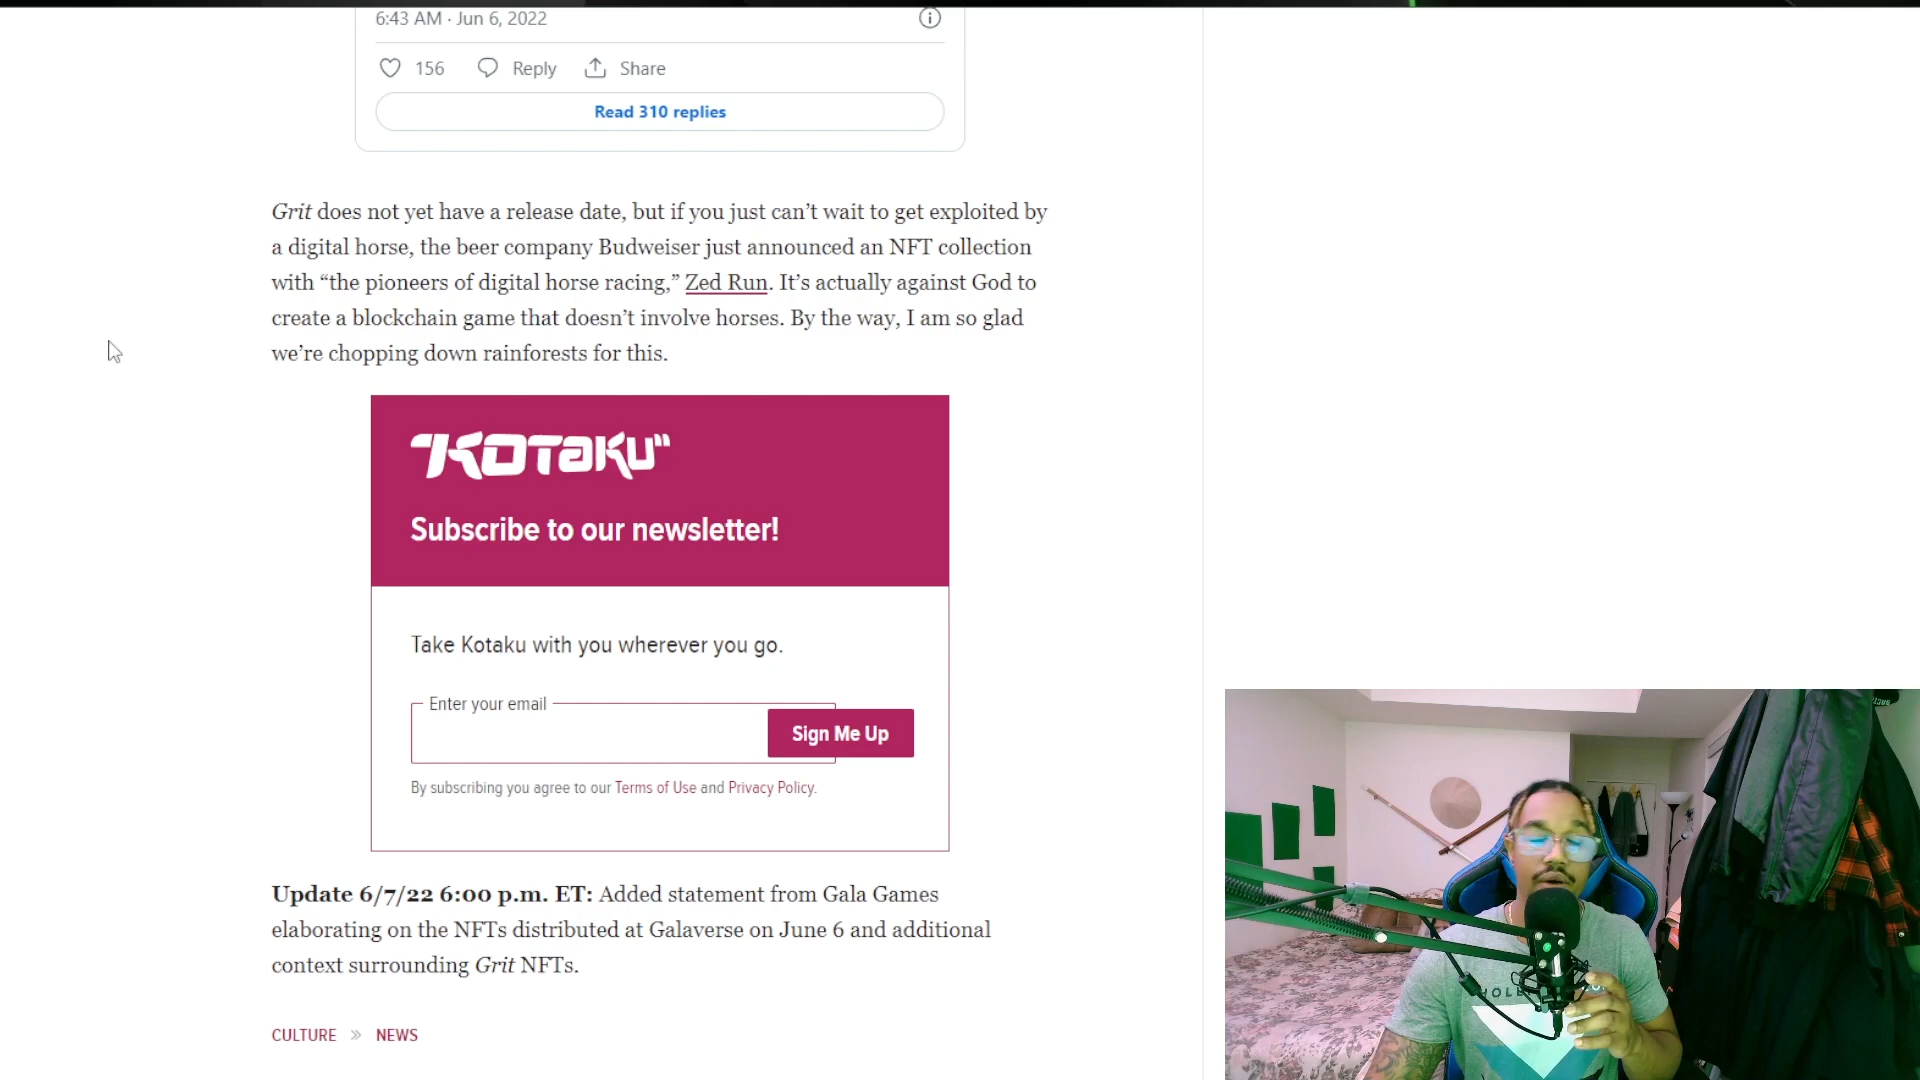 6:43 AM · Jun 6, 2022
156 Reply Share
Read 310 replies
Grit does not yet have a release date, but if you just can’t wait to get exploited by
a digital horse, the beer company Budweiser just announced an NFT collection
with “the pioneers of digital horse racing,” Zed Run. It’s actually against God to
create a blockchain game that doesn’t involve horses. By the way, I am so glad
we’re chopping down rainforests for this.
"KOTaKU"
Subscribe to our newsletter!
Take Kotaku with you wherever you go.
Enter your email
Sign Me Up
By subscribing you agree to our Terms of Use and Privacy Policy.
Update 6/7/22 6:00 p.m. ET: Added statement from Gala Games
elaborating on the NFTs distributed at Galaverse on June 6 and additional
context surrounding Grit NFTs.
CULTURE » NEWS